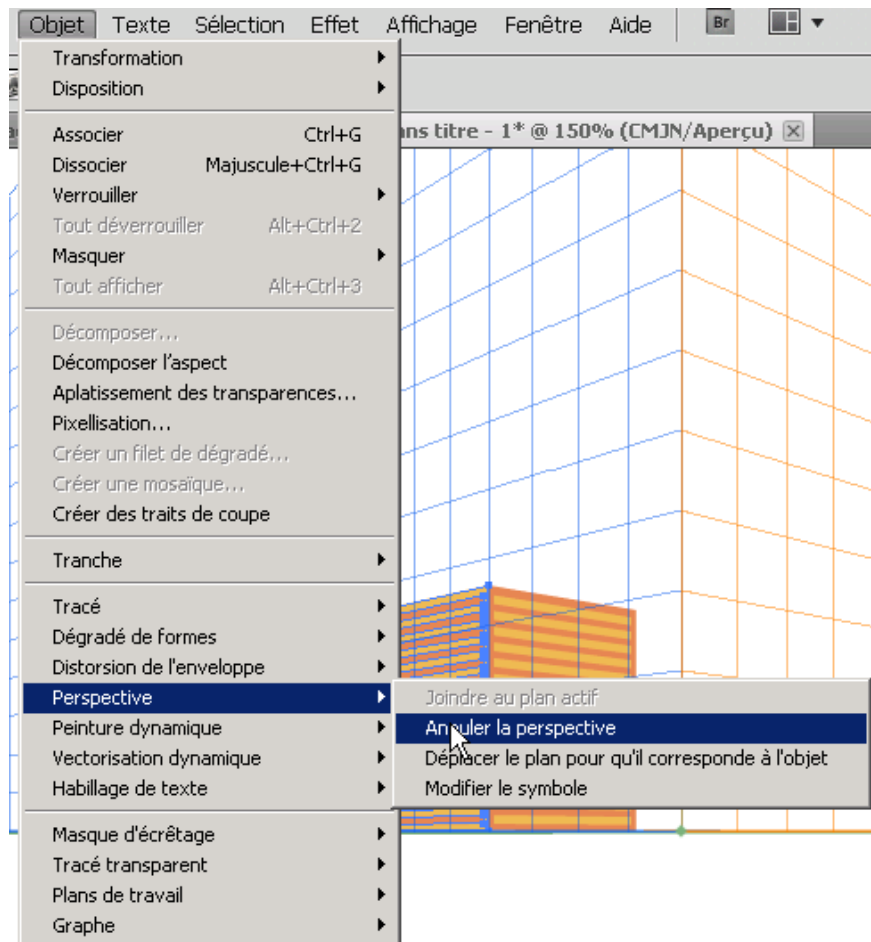 Objet Texte Sélection Effet Affichage Fenêtre Aide Br
Transformation
Disposition
ans titre - 1* @ 150% (CMJN/Aperçu)
Associer Ctrl+G
Dissocier Majuscule+Ctrl+G
Verrouiller
Tout déverrouiller Alt+Ctrl+2
Masquer
Tout afficher Alt+Ctrl+3
Décomposer...
Décomposer l'aspect
Aplatissement des transparences...
Pixellisation...
Créer un filet de dégradé...
Créer une mosaïque...
Créer des traits de coupe
Tranche
Tracé
Dégradé de formes
Distorsion de l'enveloppe
Perspective
Joindre au plan actif
Annuler la perspective
Déplacer le plan pour qu'il corresponde à l'objet
Modifier le symbole
Peinture dynamique
Vectorisation dynamique
Habillage de texte
Masque d'écrêtage
Tracé transparent
Plans de travail
Graphe